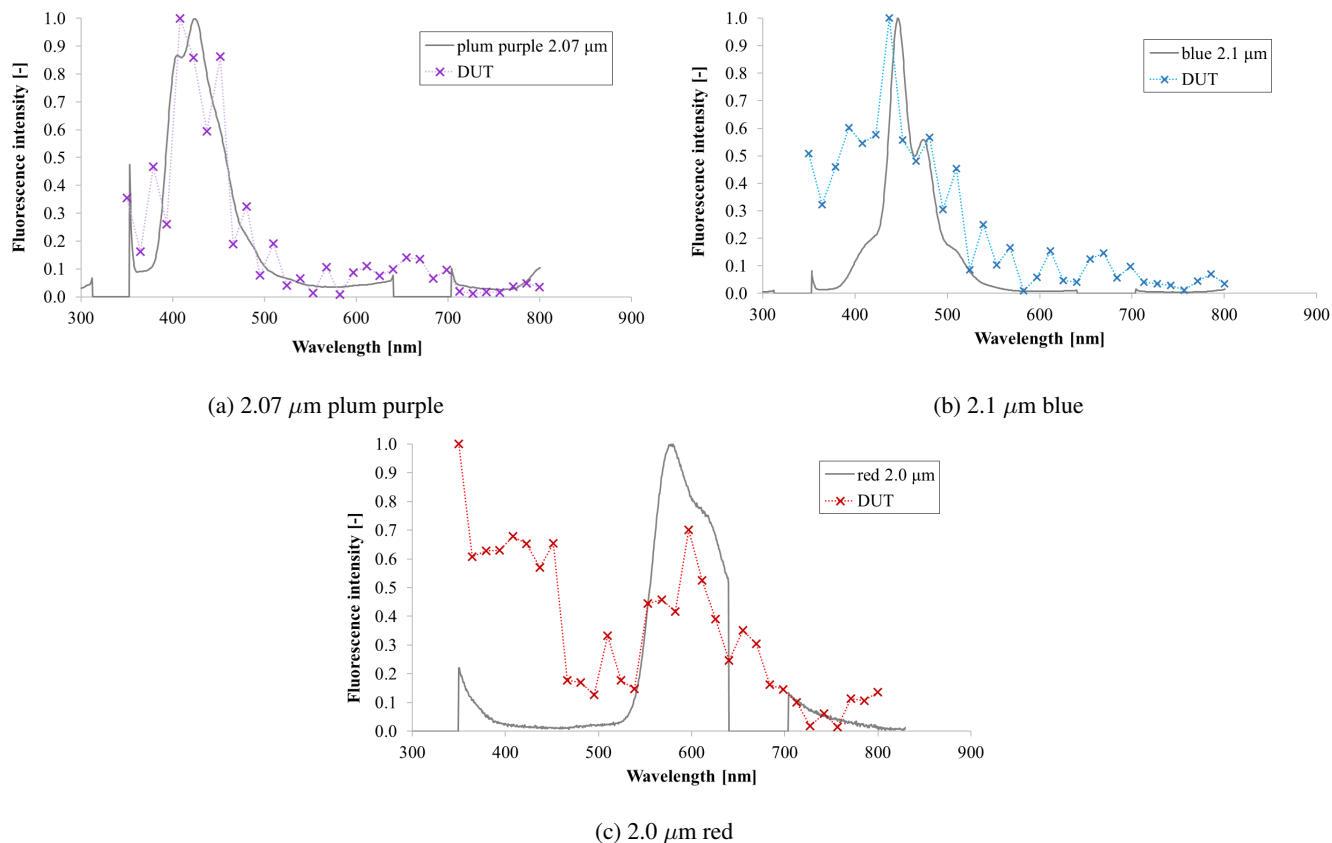 1.0
0.9
0.8
0.7
0.6
0.5
0.4
0.3
0.2
0.1
0.0
Fluorescence intensity [-]
300 400 500 600 700 800 900
Wavelength [nm]
plum purple 2.07 μm
DUT
(a) 2.07 μm plum purple
1.0
0.9
0.8
0.7
0.6
0.5
0.4
0.3
0.2
0.1
0.0
Fluorescence intensity [-]
300 400 500 600 700 800 900
Wavelength [nm]
blue 2.1 μm
DUT
(b) 2.1 μm blue
1.0
0.9
0.8
0.7
0.6
0.5
0.4
0.3
0.2
0.1
0.0
Fluorescence intensity [-]
300 400 500 600 700 800 900
Wavelength [nm]
red 2.0 μm
DUT
(c) 2.0 μm red